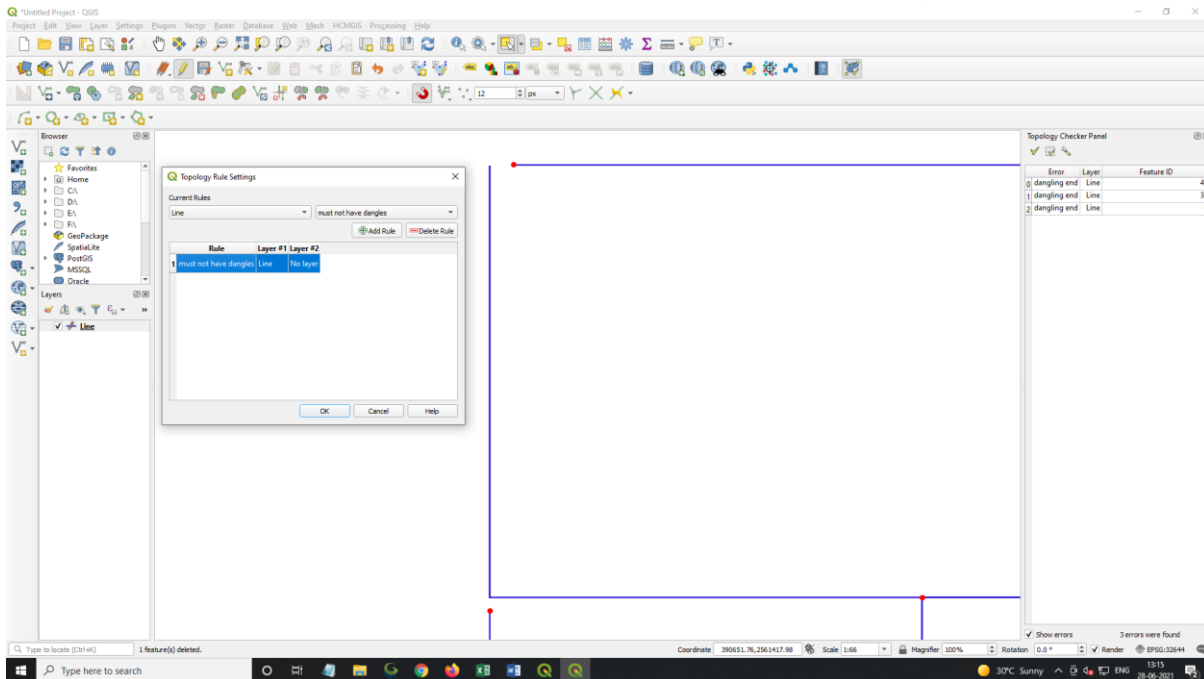 *Untitled Project - QGIS
Project Edit View Layer Settings Plugins Vector Raster Database Web Mesh HCMGIS Processing Help
12 px
Browser
Favorites
Home
C:\
D:\
E:\
F:\
GeoPackage
SpatiaLite
PostGIS
MSSQL
Oracle
Layers
Line
Topology Rule Settings
Current Rules
Line must not have dangles
Add Rule Delete Rule
Rule Layer #1 Layer #2
1 must not have dangles Line No layer
OK Cancel Help
Topology Checker Panel
Error Layer Feature ID
0 dangling end Line 4
1 dangling end Line 3
2 dangling end Line
Show errors 3 errors were found
Type to locate (Ctrl+K) 1 feature(s) deleted. Coordinate 390651.76,2561417.98 Scale 1:66 Magnifier 100% Rotation 0.0 ° Render EPSG:32644
Type here to search 30°C Sunny ENG 13:15
28-06-2021